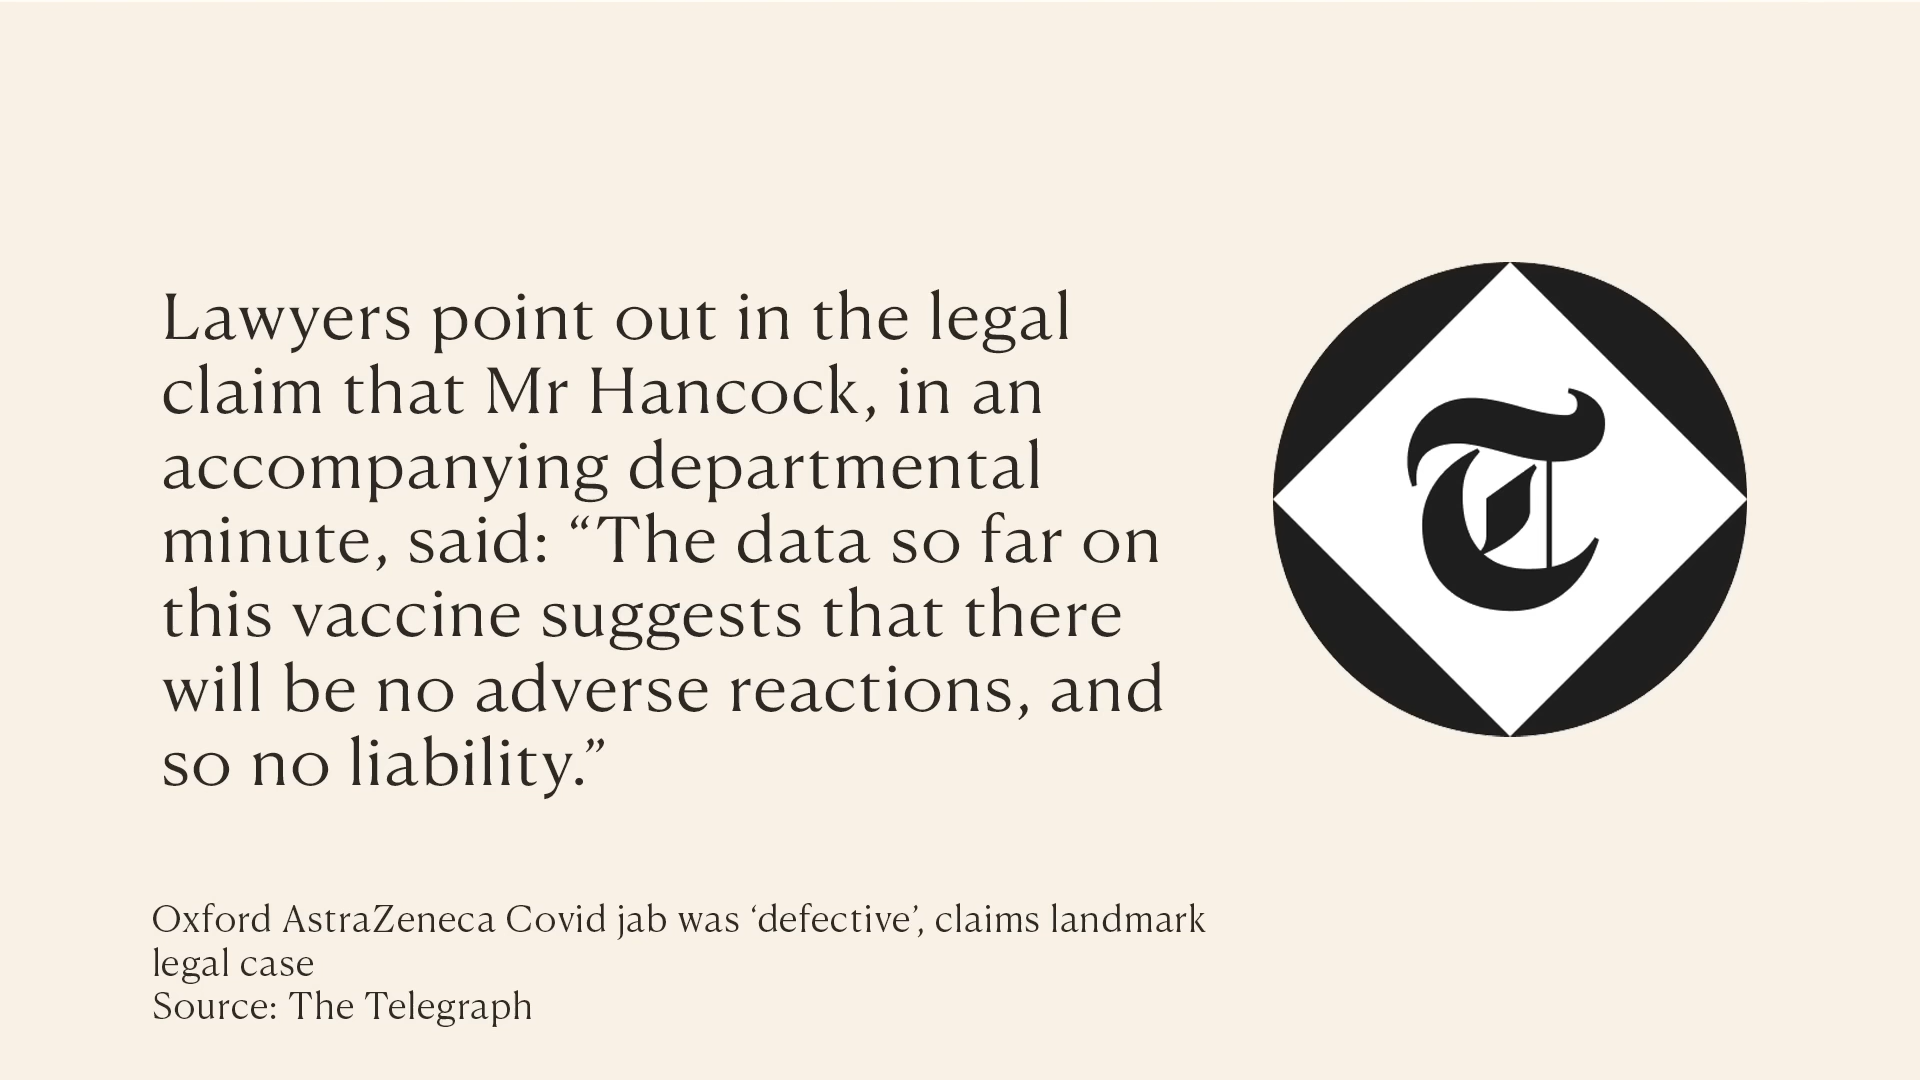 Lawyers point out in the legal
claim that Mr Hancock, in an
accompanying departmental
minute, said: “The data so far on
this vaccine suggests that there
will be no adverse reactions, and
so no liability.”
T
Oxford AstraZeneca Covid jab was ‘defective’, claims landmark
legal case
Source: The Telegraph